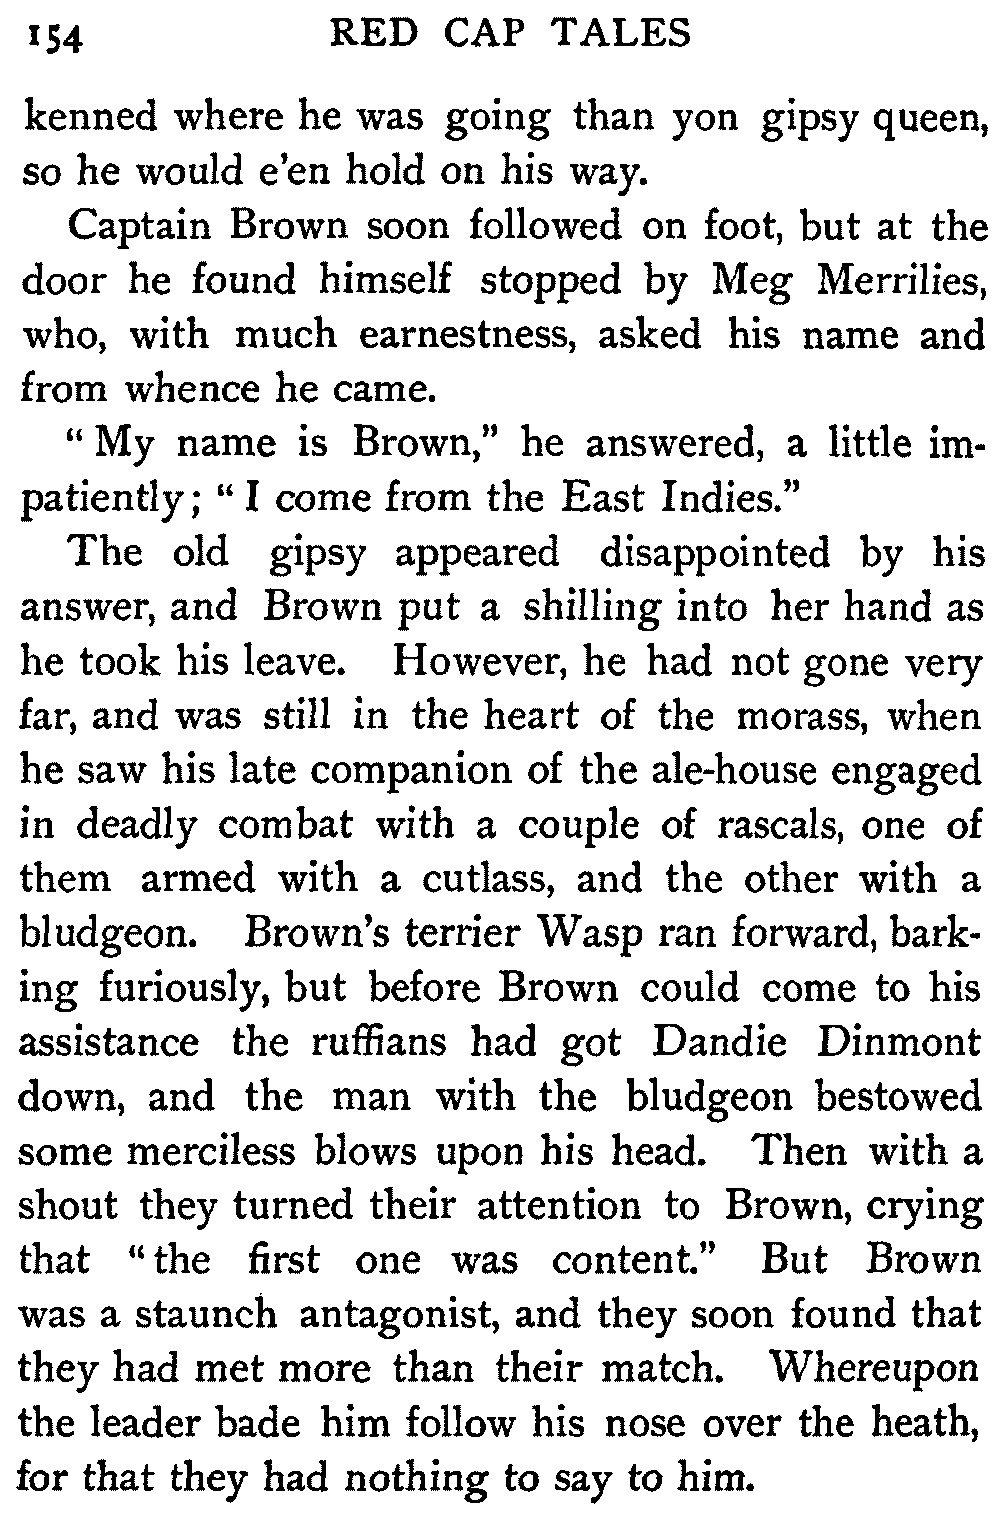 154 RED CAP TALES
kenned where he was going than yon gipsy queen,
so he would e'en hold on his way.
Captain Brown soon followed on foot, but at the
door he found himself stopped by Meg Merrilies,
who, with much earnestness, asked his name and
from whence he came.
“ My name is Brown,” he answered, a little im-
patiently; “ I come from the East Indies.”
The old gipsy appeared disappointed by his
answer, and Brown put a shilling into her hand as
he took his leave. However, he had not gone very
far, and was still in the heart of the morass, when
he saw his late companion of the ale-house engaged
in deadly combat with a couple of rascals, one of
them armed with a cutlass, and the other with a
bludgeon. Brown's terrier Wasp ran forward, bark-
ing furiously, but before Brown could come to his
assistance the ruffians had got Dandie Dinmont
down, and the man with the bludgeon bestowed
some merciless blows upon his head. Then with a
shout they turned their attention to Brown, crying
that “ the first one was content.” But Brown
was a staunch antagonist, and they soon found that
they had met more than their match. Whereupon
the leader bade him follow his nose over the heath,
for that they had nothing to say to him.